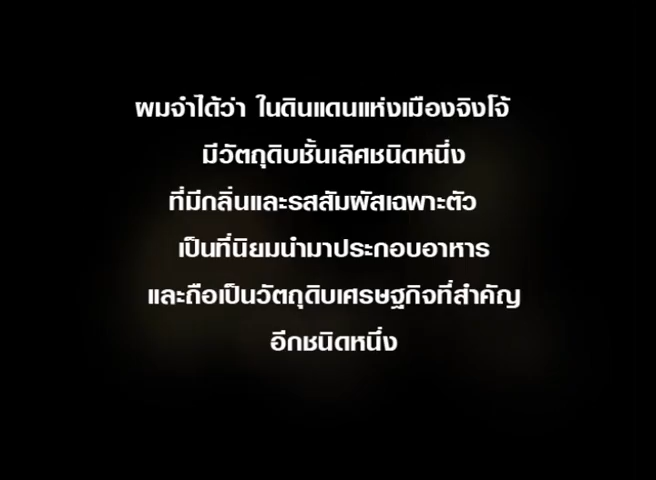 ผมจำได้ว่า ในดินแดนแห่งเมืองจิงโจ้
มีวัตถุดิบชั้นเลิศชนิดหนึ่ง
ที่มีกลิ่นและรสสัมผัสเฉพาะตัว
เป็นที่นิยมนำมาประกอบอาหาร
และถือเป็นวัตถุดิบเศรษฐกิจที่สำคัญ
อีกชนิดหนึ่ง